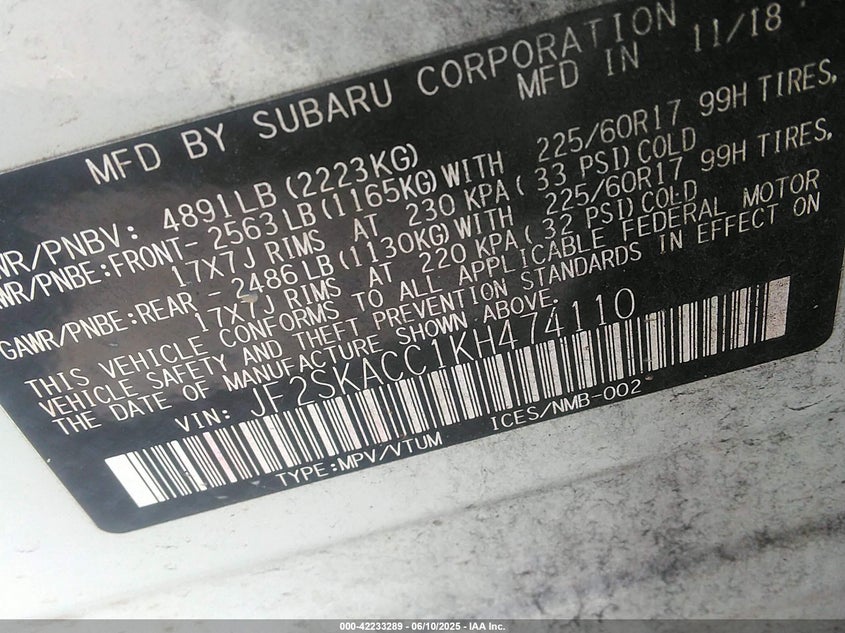 MFD BY SUBARU CORPORATION
MFD IN 11/18
WR/PNBV: 4891LB(2223KG)
WR/PNBE:FRONT- 2563LB(1165KG)WITH 225/60R17 99H TIRES,
17X7J RIMS AT 230 KPA( 33 PSI)COLD
GAWR/PNBE:REAR - 2486LB(1130KG)WITH 225/60R17 99H TIRES,
17X7J RIMS AT 220 KPA( 32 PSI)COLD
THIS VEHICLE CONFORMS TO ALL APPLICABLE FEDERAL MOTOR
VEHICLE SAFETY AND THEFT PREVENTION STANDARDS IN EFFECT ON
THE DATE OF MANUFACTURE SHOWN ABOVE.
VIN: JF2SKACC1KH474110
TYPE:MPV/VTUM ICES/NMB-002
000-42233289 - 06/10/2025 - IAA Inc.